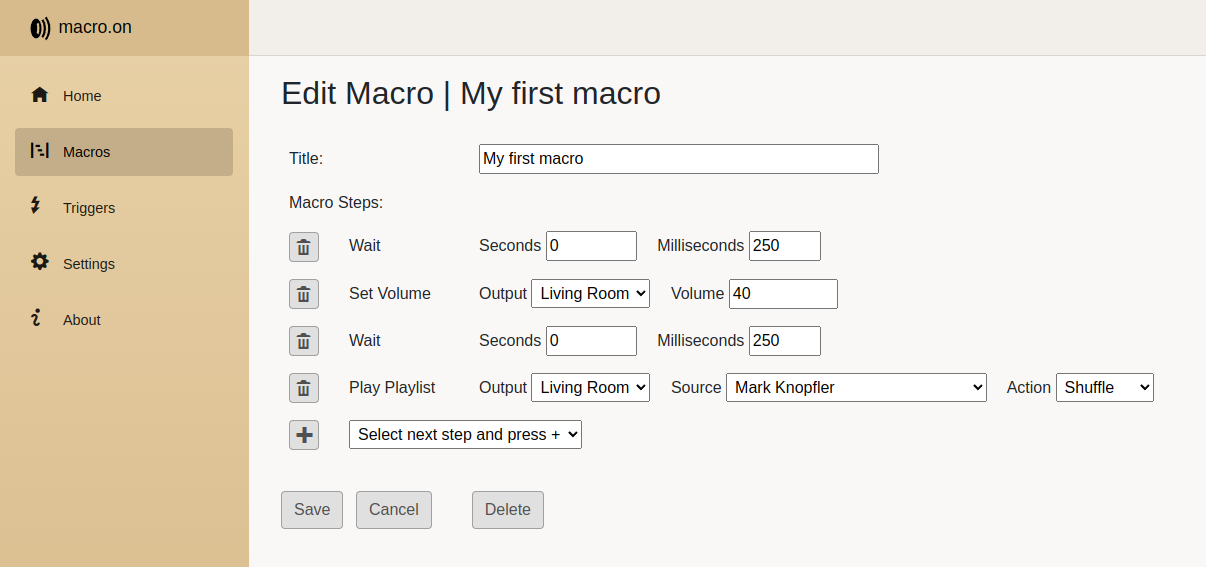 macro.on
Home
Macros
Triggers
Settings
About
Edit Macro | My first macro
Title: My first macro
Macro Steps:
Wait Seconds 0 Milliseconds 250
Set Volume Output Living Room Volume 40
Wait Seconds 0 Milliseconds 250
Play Playlist Output Living Room Source Mark Knopfler Action Shuffle
Select next step and press +
Save Cancel Delete